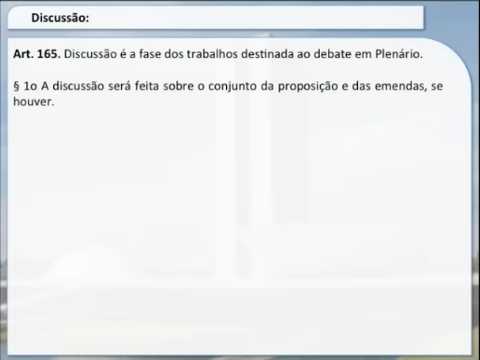 Discussão:
Art. 165. Discussão é a fase dos trabalhos destinada ao debate em Plenário.
§ 1o A discussão será feita sobre o conjunto da proposição e das emendas, se
houver.